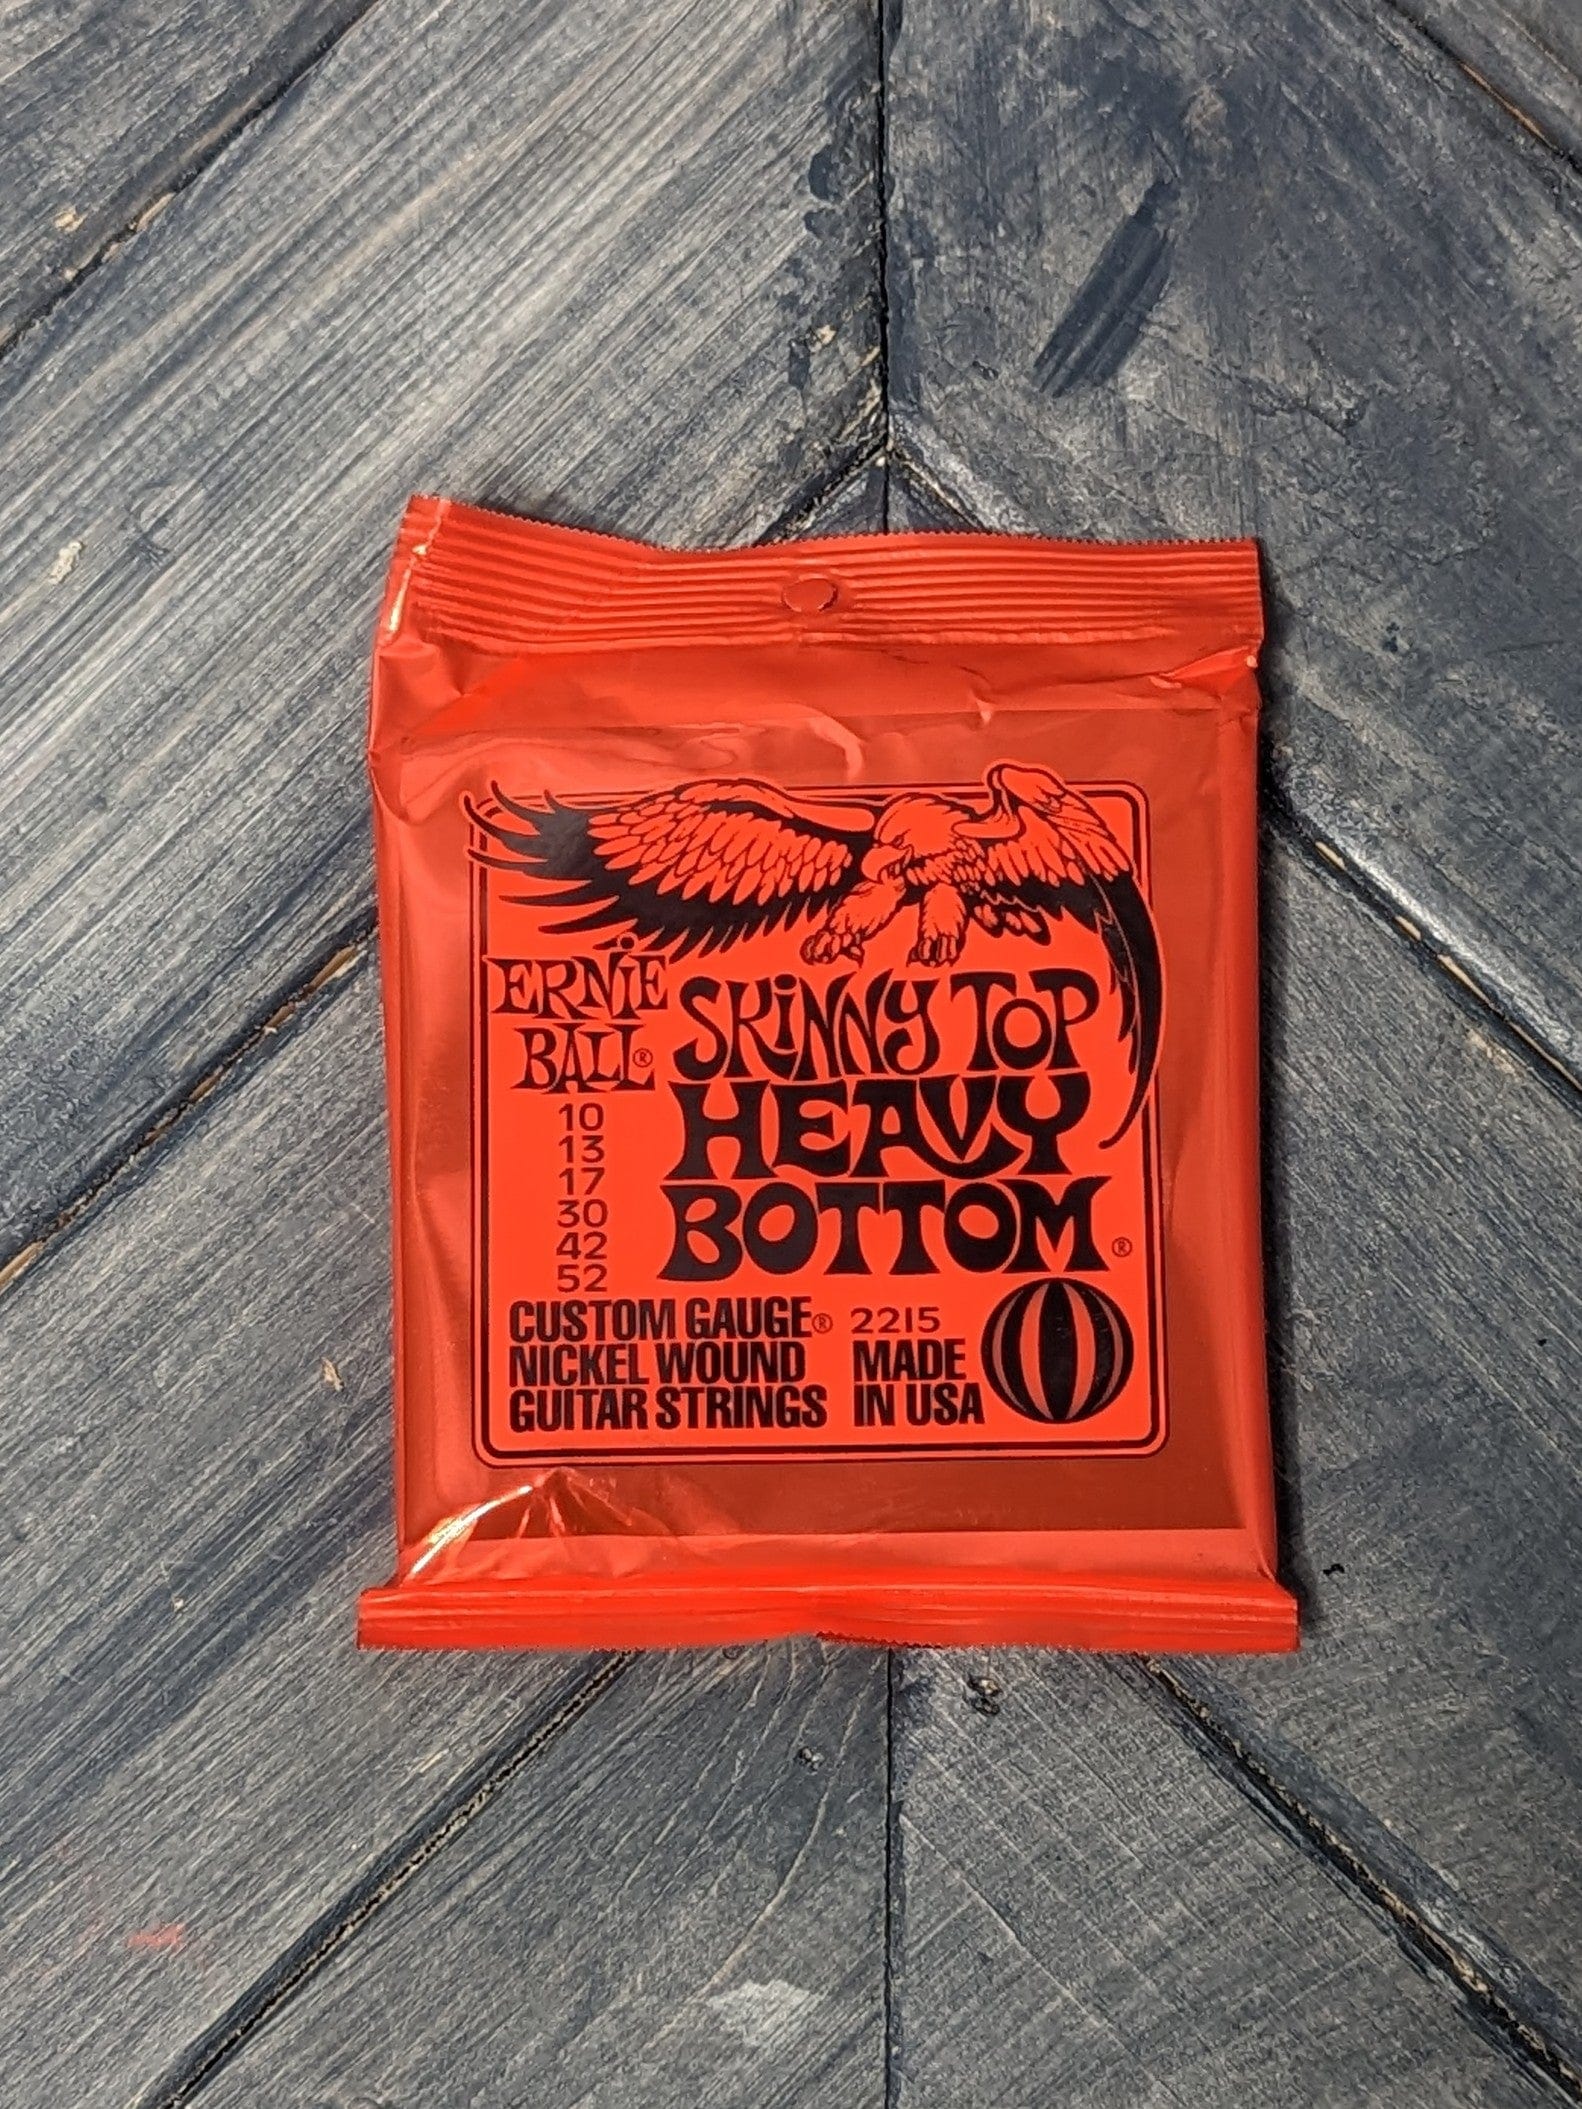 ERNIE
BALL®
SKINNY TOP
HEAVY
BOTTOM®
10
13
17
30
42
52
CUSTOM GAUGE®
NICKEL WOUND
GUITAR STRINGS
2215
MADE
IN USA